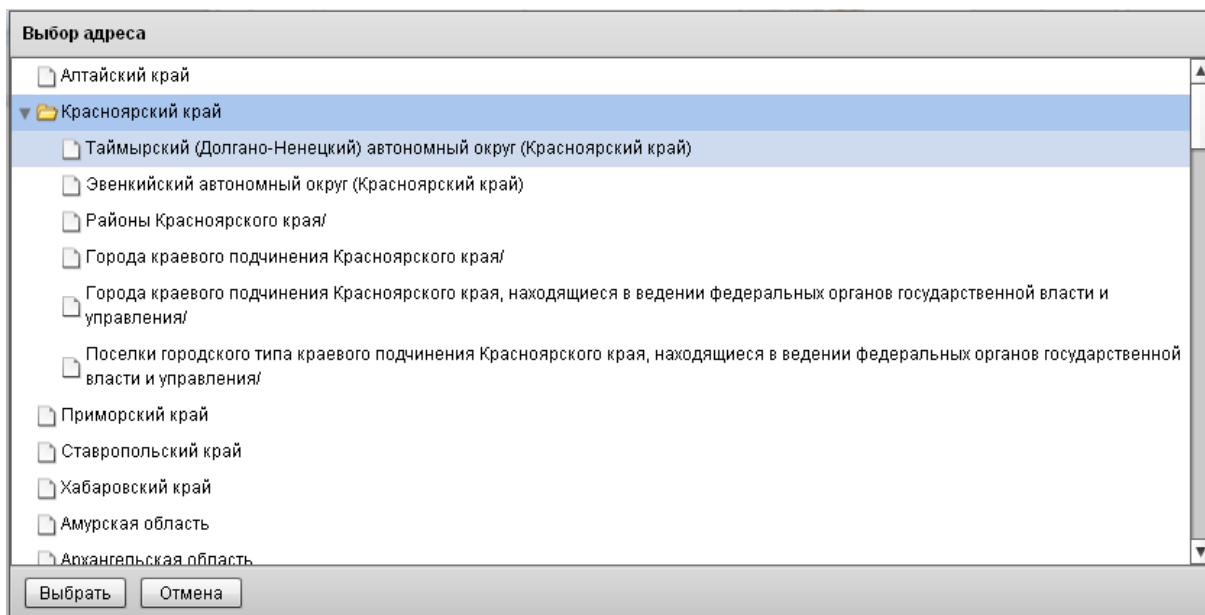 Выбор адреса
Алтайский край
Красноярский край
Таймырский (Долгано-Ненецкий) автономный округ (Красноярский край)
Эвенкийский автономный округ (Красноярский край)
Районы Красноярского края/
Города краевого подчинения Красноярского края/
Города краевого подчинения Красноярского края, находящиеся в ведении федеральных органов государственной власти и
управления/
Поселки городского типа краевого подчинения Красноярского края, находящиеся в ведении федеральных органов государственной
власти и управления/
Приморский край
Ставропольский край
Хабаровский край
Амурская область
Архангельская область
Выбрать Отмена